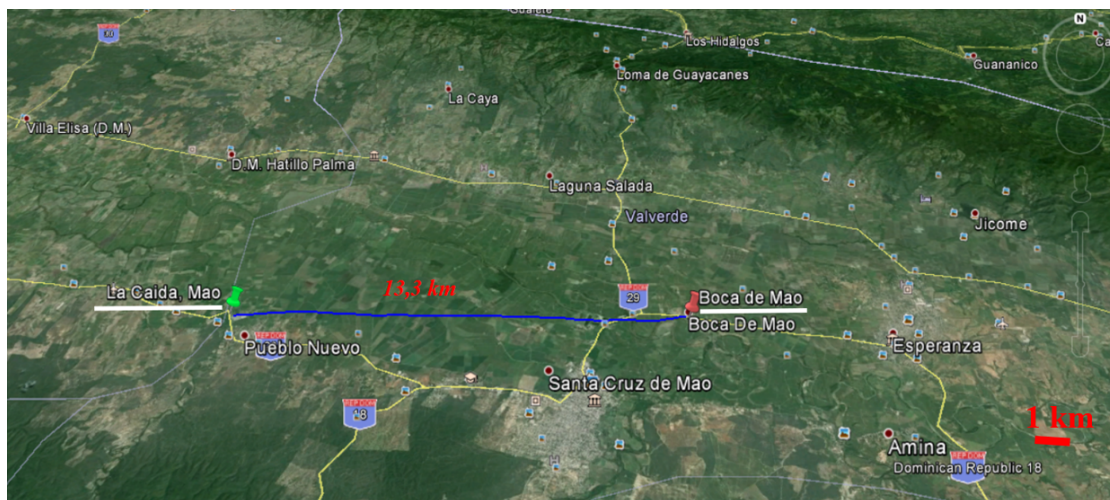 N
Los Hidalgos
Guananico
Loma de Guayacanes
La Caya
Villa Elisa (D.M.)
D.M. Hatillo Palma
Laguna Salada
Valverde
Jicome
La Caida, Mao
13,3 km
29
Boca de Mao
Boca De Mao
Pueblo Nuevo
Esperanza
Santa Cruz de Mao
18
1 km
Amina
Dominican Republic 18